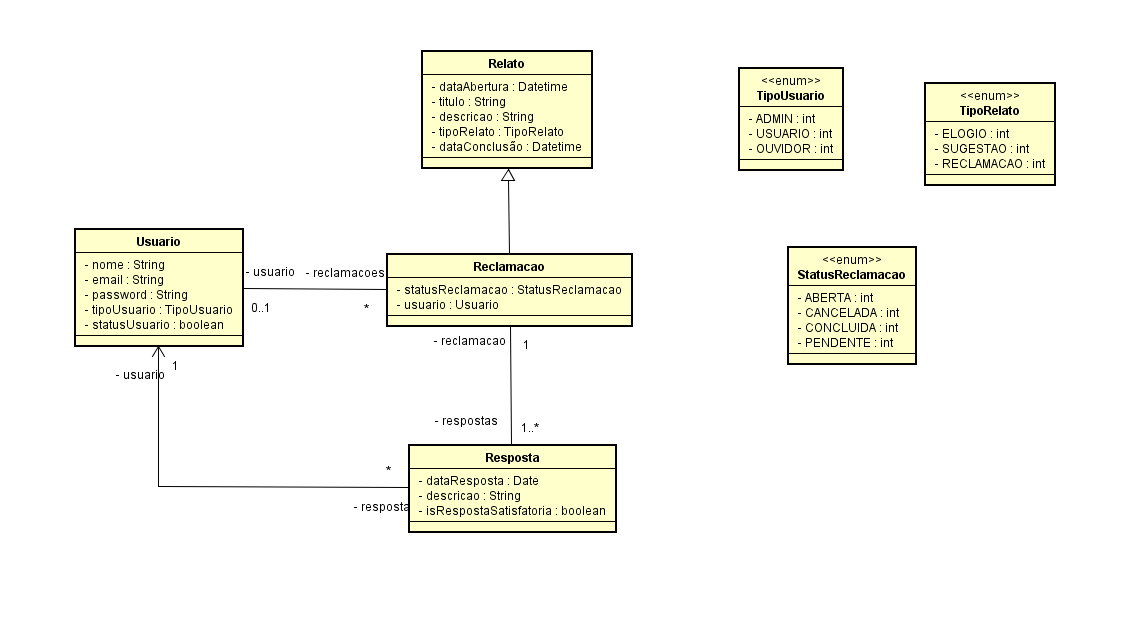 Relato
- dataAbertura : Datetime
- titulo : String
- descricao : String
- tipoRelato : TipoRelato
- dataConclusão : Datetime
<<enum>>
TipoUsuario
- ADMIN : int
- USUARIO : int
- OUVIDOR : int
<<enum>>
TipoRelato
- ELOGIO : int
- SUGESTAO : int
- RECLAMACAO : int
Usuario
- nome : String
- email : String
- password : String
- tipoUsuario : TipoUsuario
- statusUsuario : boolean
- usuario
- reclamacoes
0..1
*
Reclamacao
- statusReclamacao : StatusReclamacao
- usuario : Usuario
<<enum>>
StatusReclamacao
- ABERTA : int
- CANCELADA : int
- CONCLUIDA : int
- PENDENTE : int
- reclamacao
1
1
- usuario
- respostas
1..*
*
- resposta
Resposta
- dataResposta : Date
- descricao : String
- isRespostaSatisfatoria : boolean